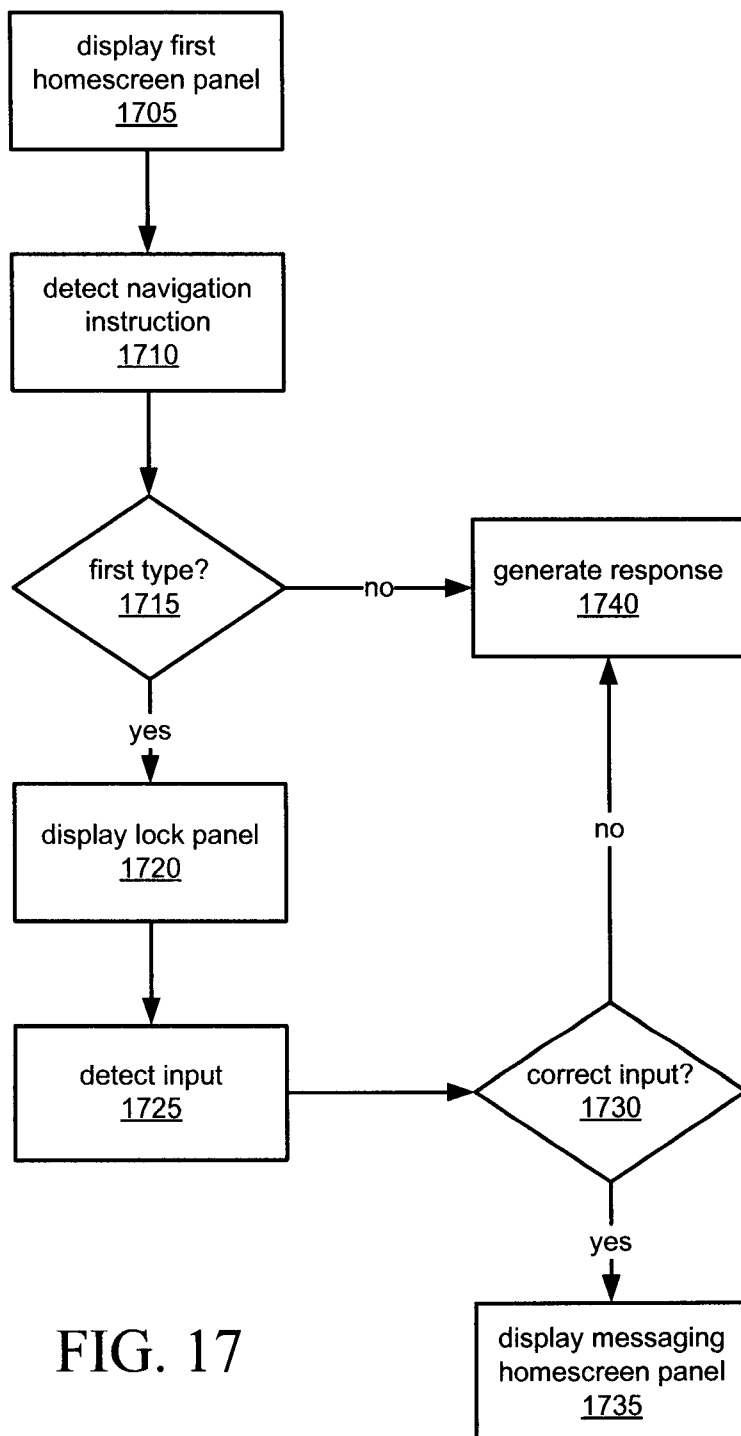 display first
homescreen panel
1705
detect navigation
instruction
1710
first type?
1715
no
generate response
1740
yes
display lock panel
1720
no
detect input
1725
correct input?
1730
yes
display messaging
homescreen panel
1735
FIG. 17